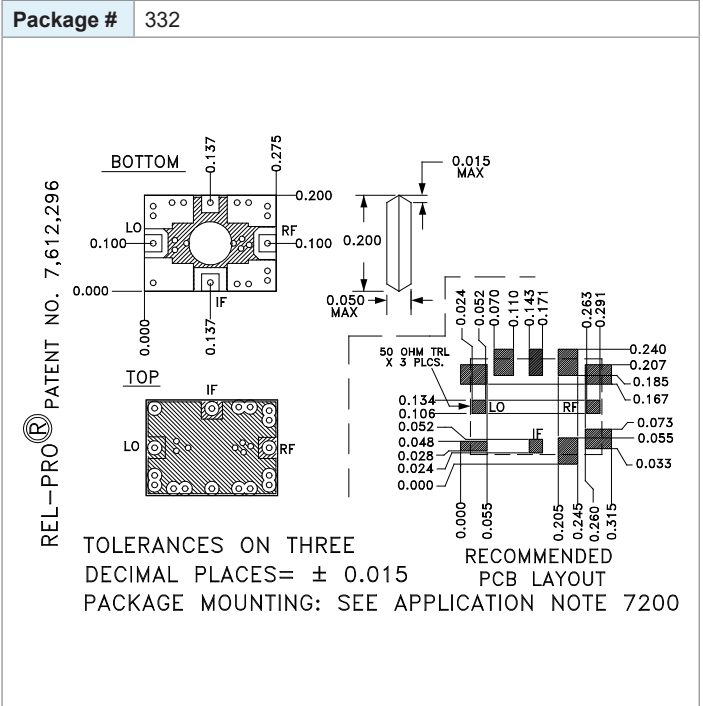 Package # 332
BOTTOM
0.137
0.275
0.200
LO
RF
0.100
0.100
0.000
IF
0.000
0.137
0.015
MAX
0.200
0.050
MAX
REL-PRO® PATENT NO. 7,612,296
TOP
IF
LO
RF
0.024
0.052
0.070
0.110
0.143
0.171
0.263
0.291
50 OHM TRL
X 3 PLCS.
0.240
0.207
0.185
0.167
0.134
0.106
0.052
0.048
0.028
0.024
0.000
LO
RF
IF
0.073
0.055
0.033
0.000
0.055
0.205
0.245
0.260
0.315
RECOMMENDED
PCB LAYOUT
TOLERANCES ON THREE
DECIMAL PLACES= ± 0.015
PACKAGE MOUNTING: SEE APPLICATION NOTE 7200